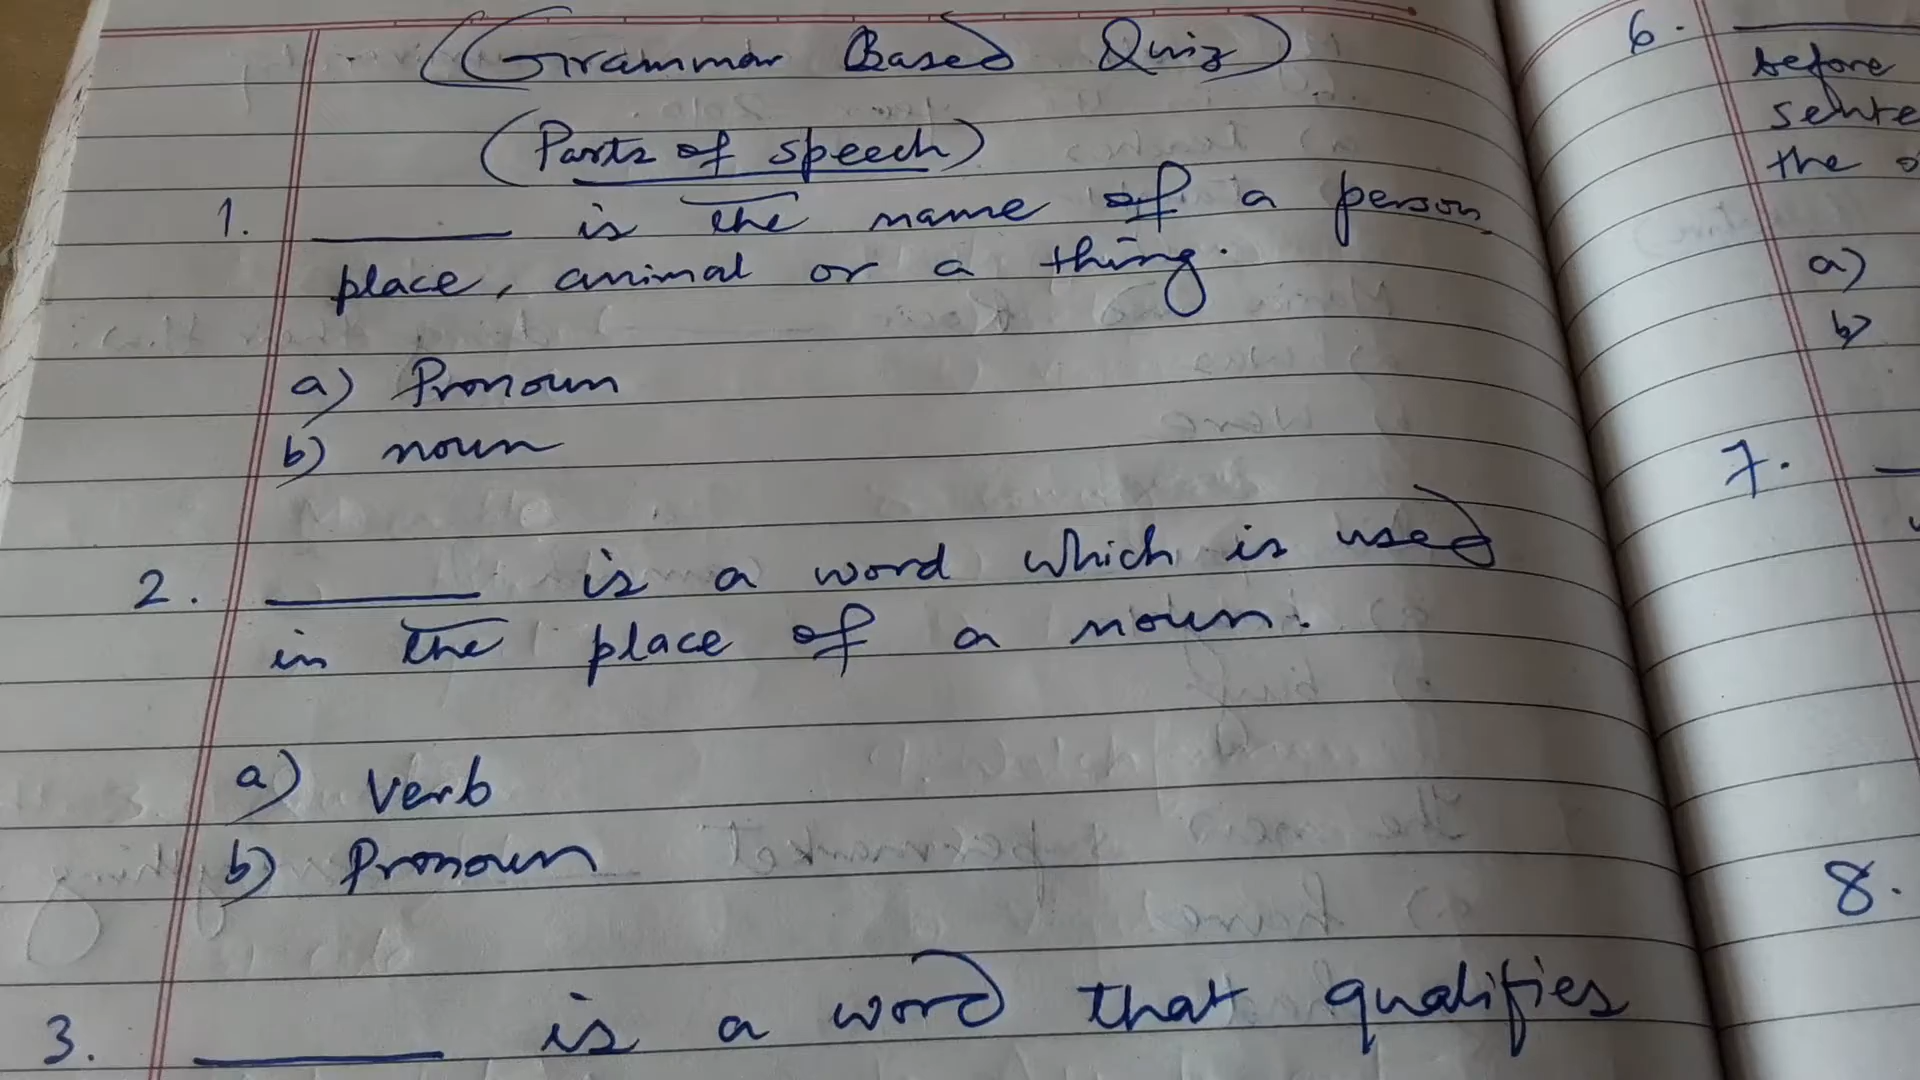 (Grammar Based Quiz)
(Parts of speech)
1. ______ is the name of a person,
place, animal or a thing.
a) Pronoun
b) noun
2. ______ is a word which is used
in the place of a noun.
a) Verb
b) Pronoun
3. ______ is a word that qualifies
6. ______
before
sente
the o
a)
b)
7.
8.